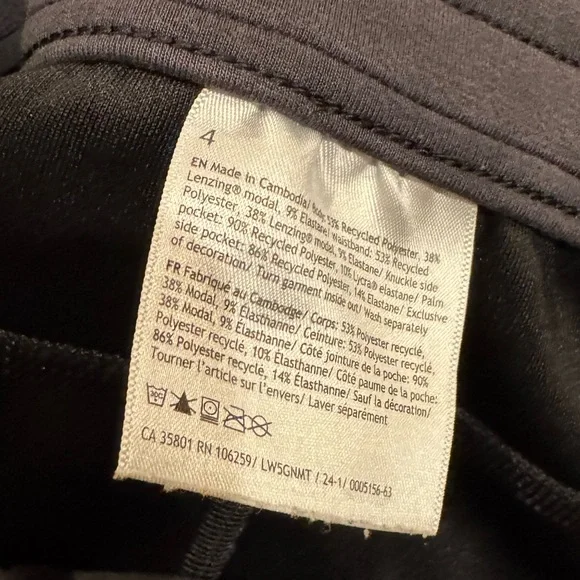 4
EN Made in Cambodia/ Body: 53% Recycled Polyester, 38%
Lenzing® modal, 9% Elastane/ Waistband: 53% Recycled
Polyester, 38% Lenzing® modal, 9% Elastane/ Knuckle side
pocket: 90% Recycled Polyester, 10% Lycra® elastane/ Palm
side pocket: 86% Recycled Polyester, 14% Elastane/ Exclusive
of decoration/ Turn garment inside out/ Wash separately
FR Fabriqué au Cambodge/ Corps: 53% Polyester recyclé,
38% Modal, 9% Élasthanne/ Ceinture: 53% Polyester recyclé,
38% Modal, 9% Élasthanne/ Côté jointure de la poche: 90%
Polyester recyclé, 10% Élasthanne/ Côté paume de la poche:
86% Polyester recyclé, 14% Élasthanne/ Sauf la décoration/
Tourner l'article sur l'envers/ Laver séparément
30C
CA 35801 RN 106259/ LW5GNMT / 24-1/ 0005156-63